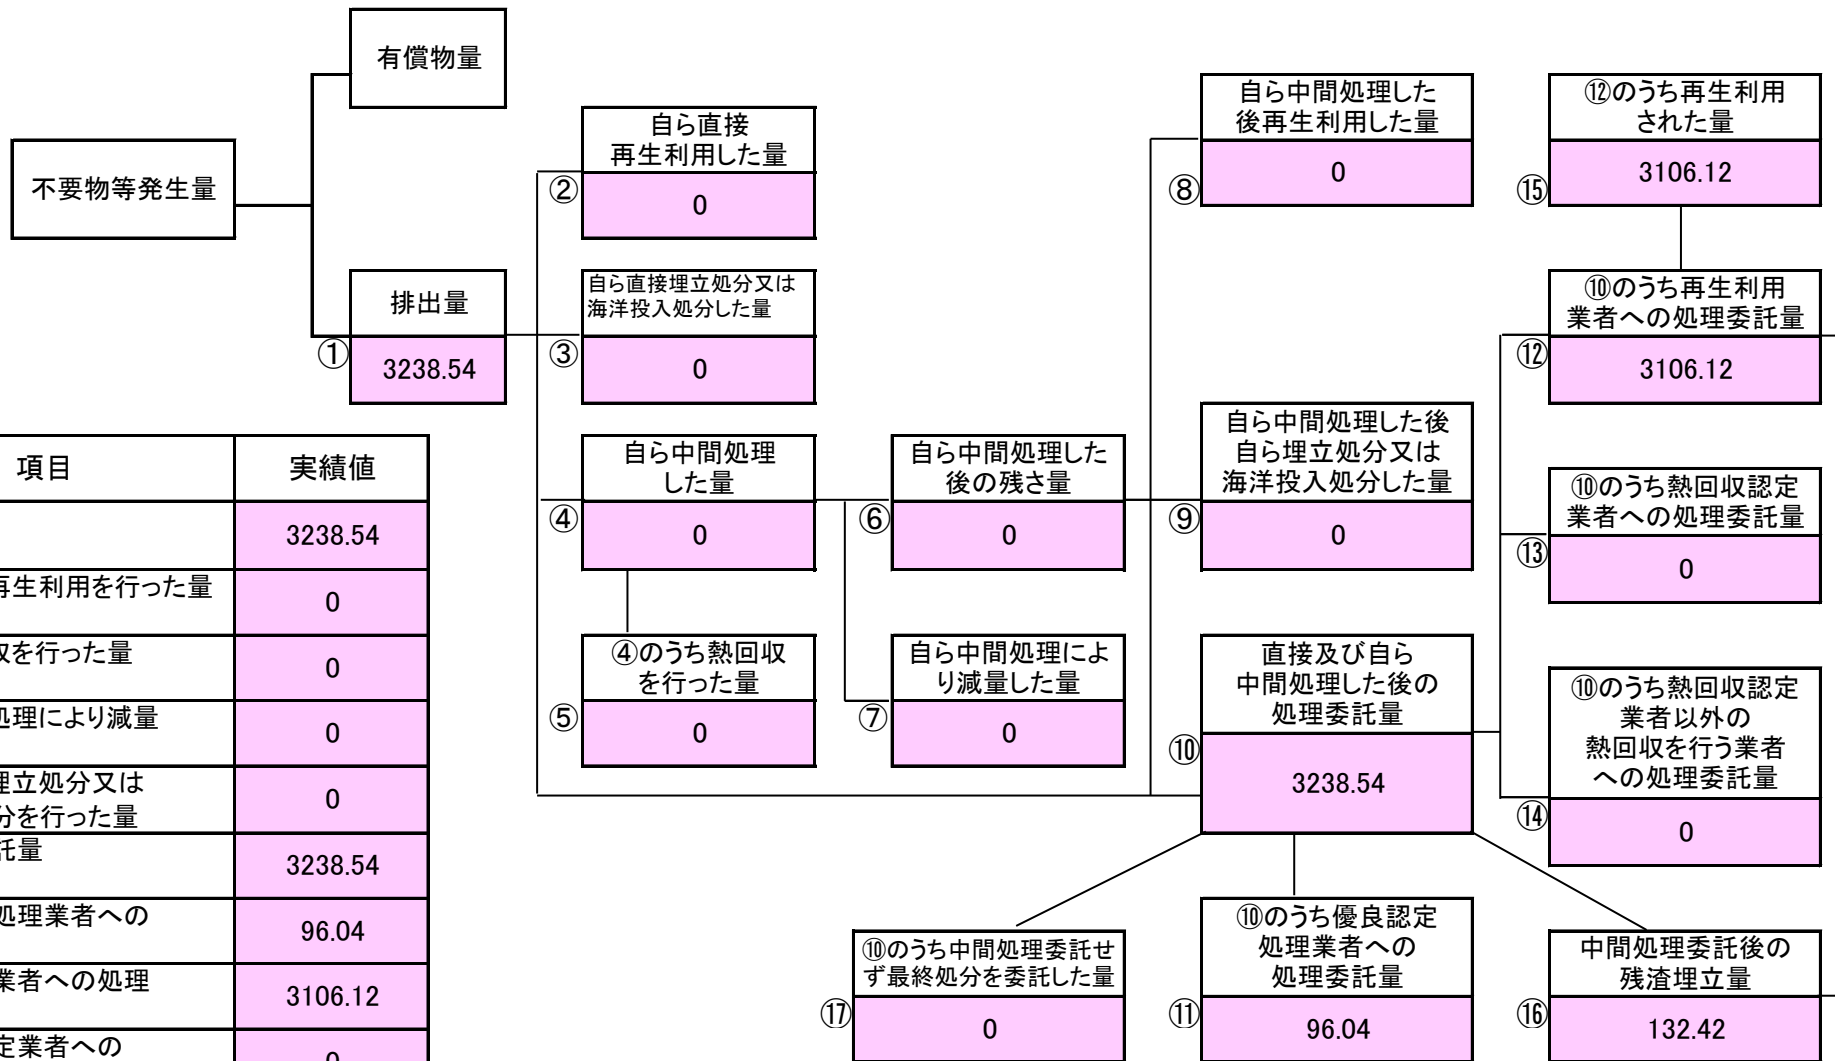 有償物量
不要物等発生量
排出量
①
3238.54
自ら直接
再生利用した量
②
0
自ら直接埋立処分又は
海洋投入処分した量
③
0
自ら中間処理
した量
④
0
④のうち熱回収
を行った量
⑤
0
自ら中間処理した
後の残さ量
⑥
0
自ら中間処理によ
り減量した量
⑦
0
自ら中間処理した
後再生利用した量
⑧
0
自ら中間処理した後
自ら埋立処分又は
海洋投入処分した量
⑨
0
直接及び自ら
中間処理した後の
処理委託量
⑩
3238.54
⑫のうち再生利用
された量
⑮
3106.12
⑩のうち再生利用
業者への処理委託量
⑫
3106.12
⑩のうち熱回収認定
業者への処理委託量
⑬
0
⑩のうち熱回収認定
業者以外の
熱回収を行う業者
への処理委託量
⑭
0
⑩のうち中間処理委託せ
ず最終処分を委託した量
⑰
0
⑩のうち優良認定
処理業者への
処理委託量
⑪
96.04
中間処理委託後の
残渣埋立量
⑯
132.42
項目 実績値
3238.54
再生利用を行った量
0
を行った量
0
処理により減量
0
埋立処分又は
分を行った量
0
託量
3238.54
処理業者への
96.04
業者への処理
3106.12
定業者への
0